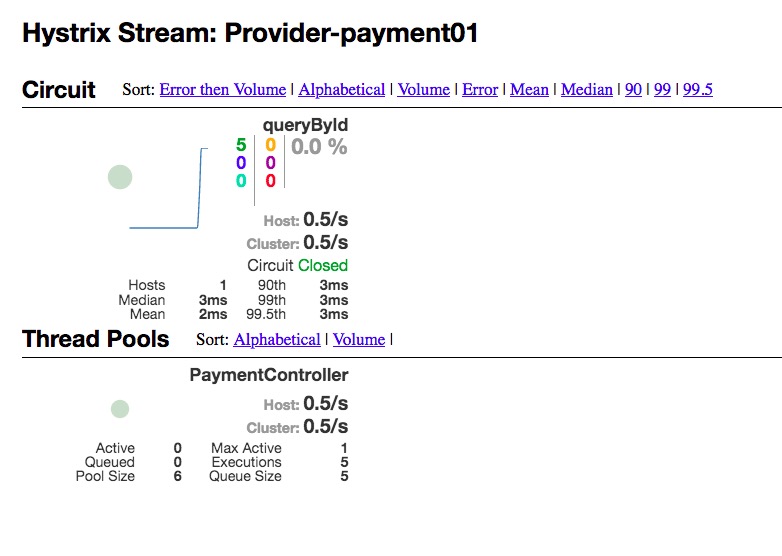 Hystrix Stream: Provider-payment01
Circuit Sort: Error then Volume | Alphabetical | Volume | Error | Mean | Median | 90 | 99 | 99.5
queryById
5 0 0.0 %
0 0
0 0
Host: 0.5/s
Cluster: 0.5/s
Circuit Closed
Hosts 1 90th 3ms
Median 3ms 99th 3ms
Mean 2ms 99.5th 3ms
Thread Pools Sort: Alphabetical | Volume |
PaymentController
Host: 0.5/s
Cluster: 0.5/s
Active 0 Max Active 1
Queued 0 Executions 5
Pool Size 6 Queue Size 5